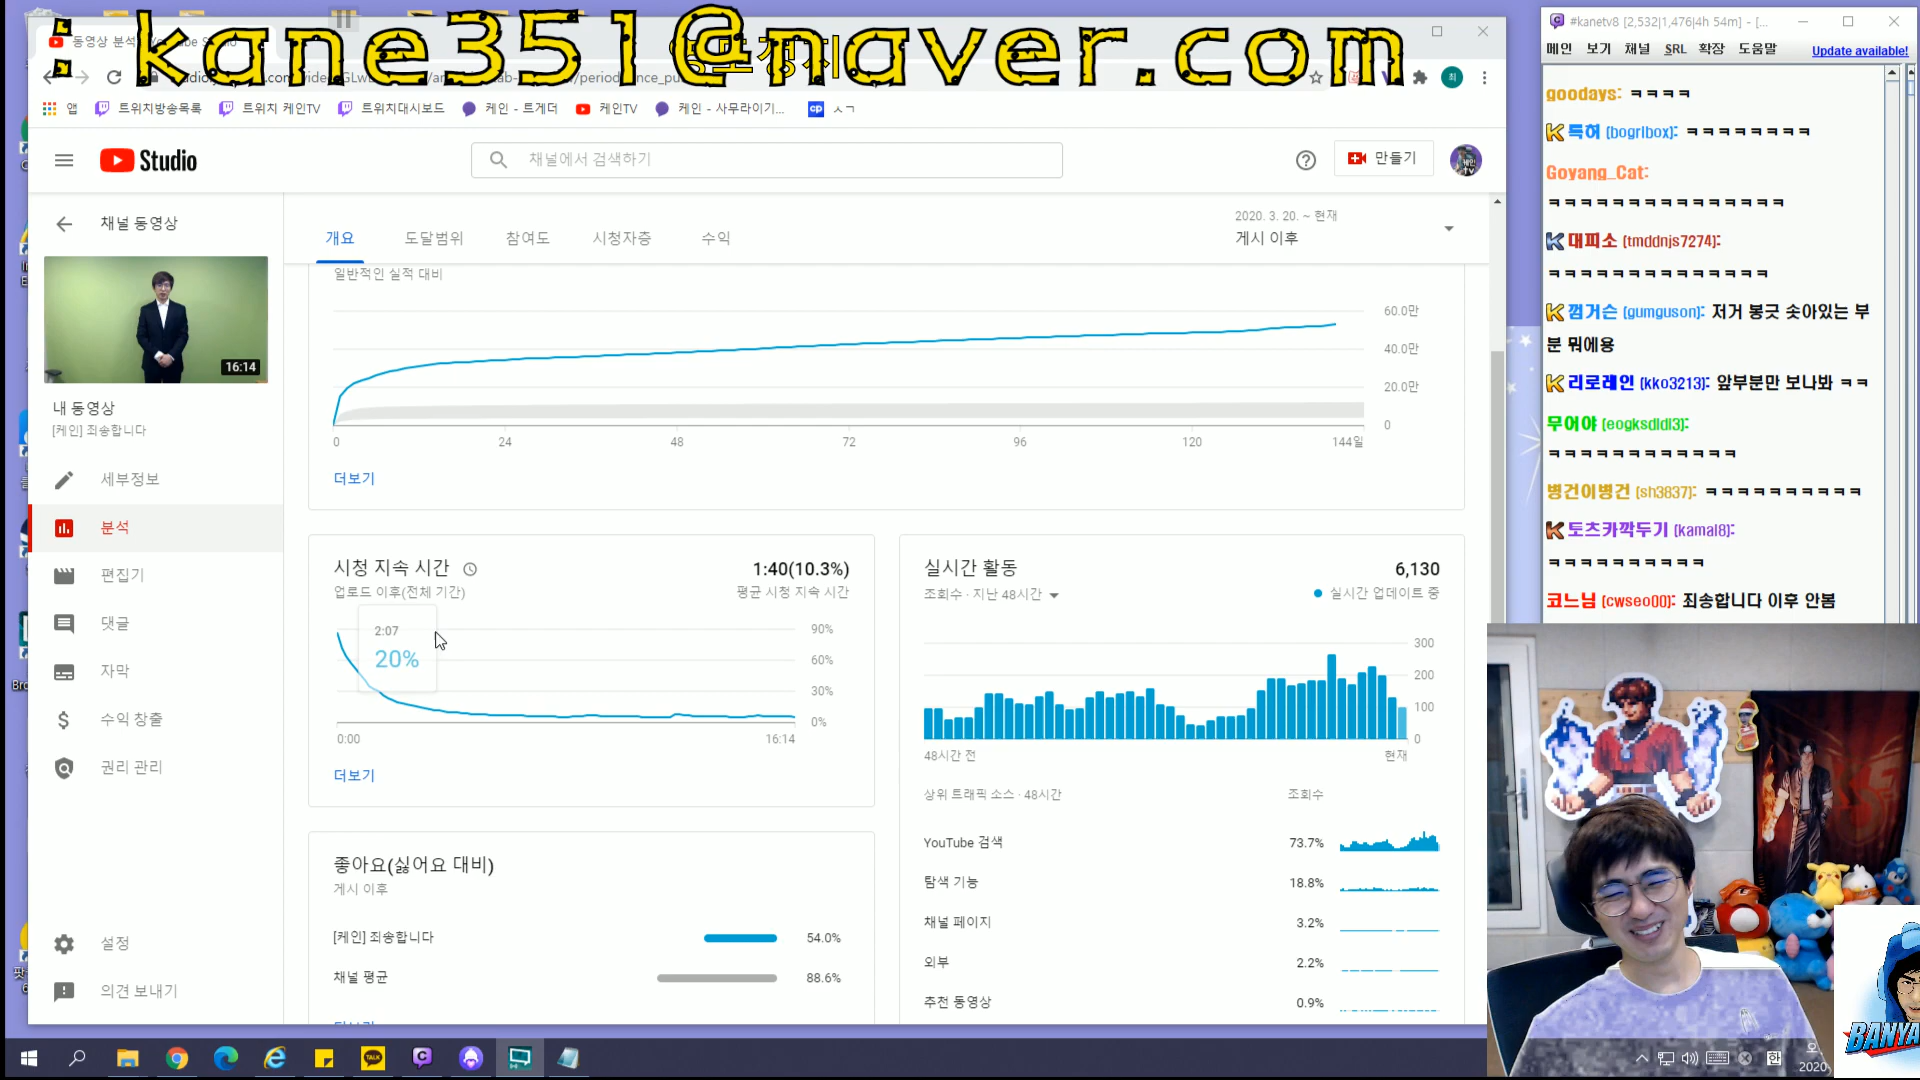 : kane351@naver.com
동영상 분석
앱
트위치방송목록
트위치 케인TV
트위치대시보드
케인 - 트게더
케인TV
케인 - 사무라이기...
ㅅㄱ
Studio
채널에서 검색하기
만들기
채널 동영상
16:14
내 동영상
[케인] 죄송합니다
세부정보
분석
편집기
댓글
자막
수익 창출
권리 관리
설정
의견 보내기
개요
도달범위
참여도
시청자층
수익
2020. 3. 20. ~ 현재
게시 이후
일반적인 실적 대비
60.0만
40.0만
20.0만
0
0
24
48
72
96
120
144일
더보기
시청 지속 시간
1:40(10.3%)
업로드 이후(전체 기간)
평균 시청 지속 시간
2:07
20%
90%
60%
30%
0%
0:00
16:14
더보기
좋아요(싫어요 대비)
게시 이후
[케인] 죄송합니다
54.0%
채널 평균
88.6%
실시간 활동
6,130
조회수 · 지난 48시간
실시간 업데이트 중
300
200
100
0
48시간 전
현재
상위 트래픽 소스 · 48시간
조회수
YouTube 검색
73.7%
탐색 기능
18.8%
채널 페이지
3.2%
외부
2.2%
추천 동영상
0.9%
#kanetv8 [2,532|1,476|4h 54m] - [...
메인 보기 채널 SRL 확장 도움말
Update available!
goodays: ㅋㅋㅋㅋ
특허 (bogrlbox): ㅋㅋㅋㅋㅋㅋㅋㅋ
Goyang_Cat:
ㅋㅋㅋㅋㅋㅋㅋㅋㅋㅋㅋㅋㅋㅋㅋ
대피소 (tmddnjs7274):
ㅋㅋㅋㅋㅋㅋㅋㅋㅋㅋㅋㅋㅋㅋ
껌거슨 (gumguson): 저거 봉긋 솟아있는 부
분 뭐에용
리로레인 (kko3213): 앞부분만 보나봐 ㅋㅋ
무어야 (eogksdldl3):
ㅋㅋㅋㅋㅋㅋㅋㅋㅋㅋㅋㅋ
병건이병건 (sh3837): ㅋㅋㅋㅋㅋㅋㅋㅋㅋㅋ
토츠카깍두기 (kamal8):
ㅋㅋㅋㅋㅋㅋㅋㅋㅋㅋ
코느님 (cwseo00): 죄송합니다 이후 안봄
한
2020
BANYA